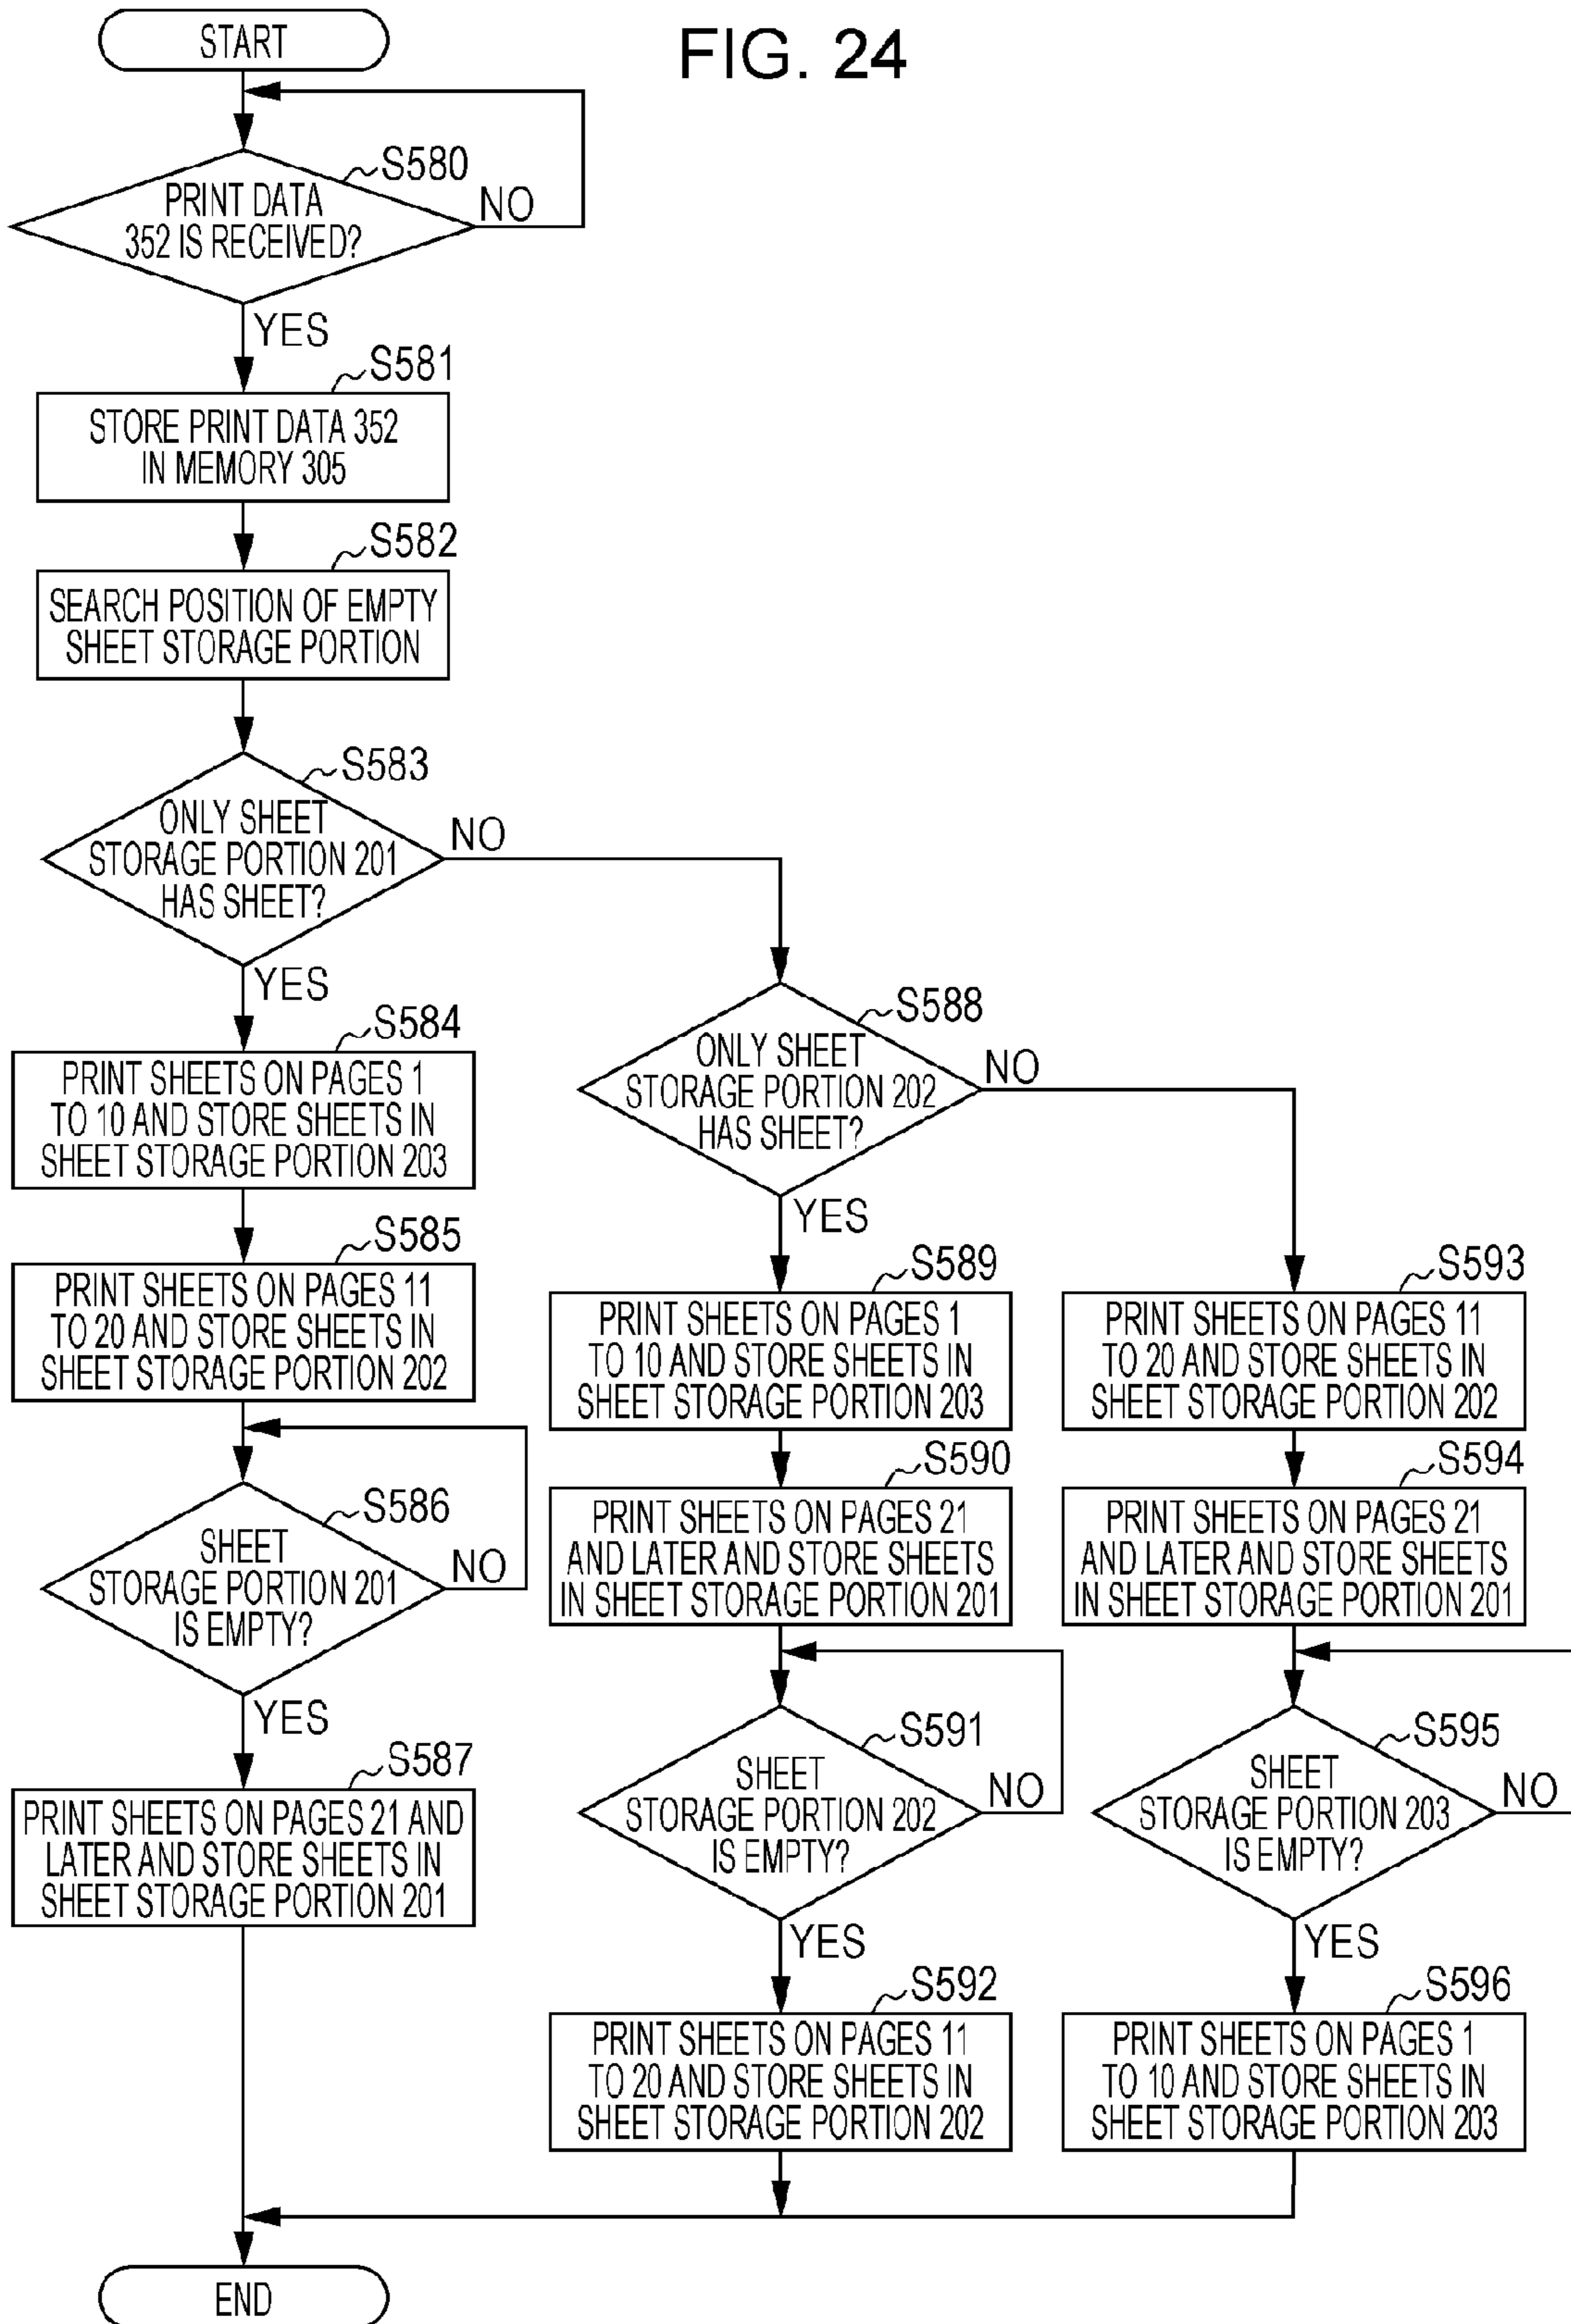 FIG. 24
START
S580
PRINT DATA
352 IS RECEIVED?
NO
YES
S581
STORE PRINT DATA 352
IN MEMORY 305
S582
SEARCH POSITION OF EMPTY
SHEET STORAGE PORTION
S583
ONLY SHEET
STORAGE PORTION 201
HAS SHEET?
NO
YES
S584
PRINT SHEETS ON PAGES 1
TO 10 AND STORE SHEETS IN
SHEET STORAGE PORTION 203
S585
PRINT SHEETS ON PAGES 11
TO 20 AND STORE SHEETS IN
SHEET STORAGE PORTION 202
S586
SHEET
STORAGE PORTION 201
IS EMPTY?
NO
YES
S587
PRINT SHEETS ON PAGES 21 AND
LATER AND STORE SHEETS IN
SHEET STORAGE PORTION 201
S588
ONLY SHEET
STORAGE PORTION 202
HAS SHEET?
NO
YES
S589
PRINT SHEETS ON PAGES 1
TO 10 AND STORE SHEETS IN
SHEET STORAGE PORTION 203
S590
PRINT SHEETS ON PAGES 21
AND LATER AND STORE SHEETS
IN SHEET STORAGE PORTION 201
S591
SHEET
STORAGE PORTION 202
IS EMPTY?
NO
YES
S592
PRINT SHEETS ON PAGES 11
TO 20 AND STORE SHEETS IN
SHEET STORAGE PORTION 202
S593
PRINT SHEETS ON PAGES 11
TO 20 AND STORE SHEETS IN
SHEET STORAGE PORTION 202
S594
PRINT SHEETS ON PAGES 21
AND LATER AND STORE SHEETS
IN SHEET STORAGE PORTION 201
S595
SHEET
STORAGE PORTION 203
IS EMPTY?
NO
YES
S596
PRINT SHEETS ON PAGES 1
TO 10 AND STORE SHEETS IN
SHEET STORAGE PORTION 203
END